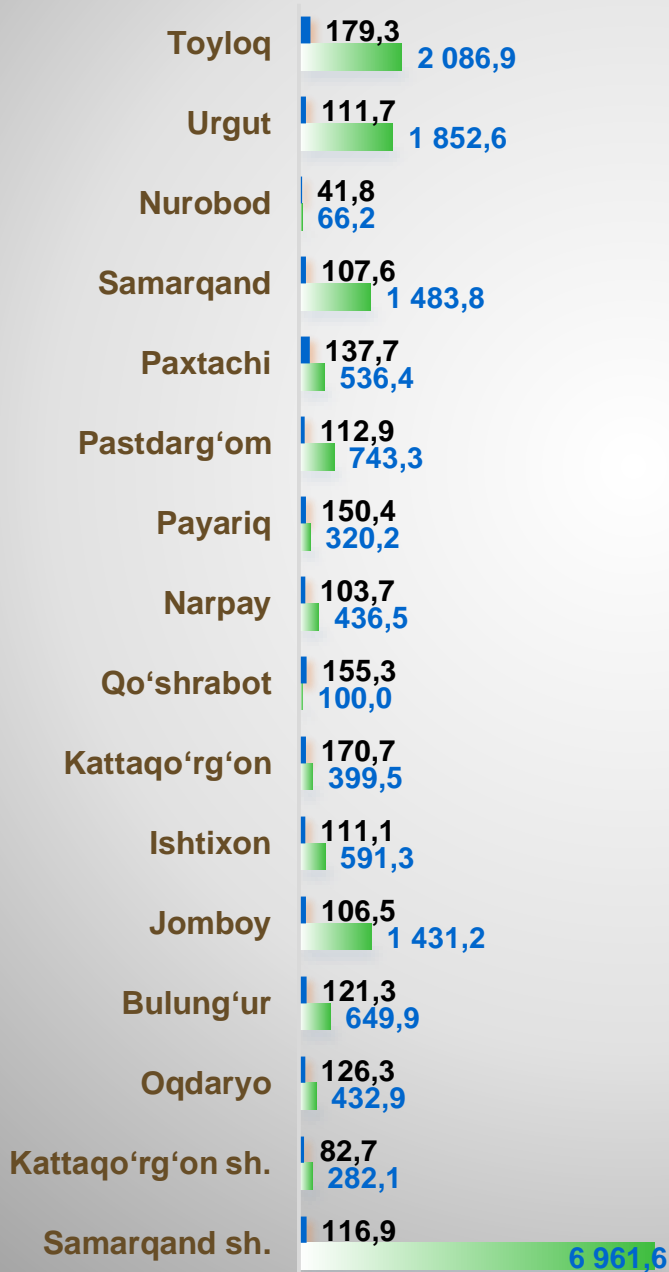 Toyloq 179,3
2 086,9
Urgut 111,7
1 852,6
Nurobod 41,8
66,2
Samarqand 107,6
1 483,8
Paxtachi 137,7
536,4
Pastdarg‘om 112,9
743,3
Payariq 150,4
320,2
Narpay 103,7
436,5
Qo‘shrabot 155,3
100,0
Kattaqo‘rg‘on 170,7
399,5
Ishtixon 111,1
591,3
Jomboy 106,5
1 431,2
Bulung‘ur 121,3
649,9
Oqdaryo 126,3
432,9
Kattaqo‘rg‘on sh. 82,7
282,1
Samarqand sh. 116,9
6 961,6